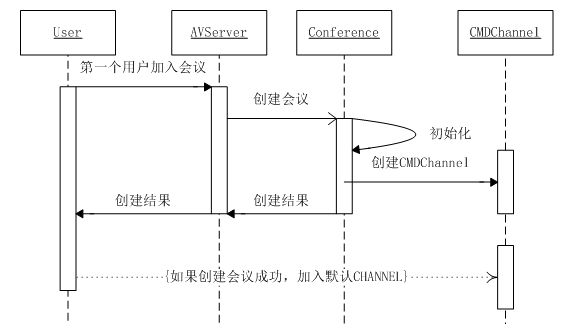 User
AVServer
Conference
CMDChannel
第一个用户加入会议
创建会议
初始化
创建CMDChannel
创建结果
创建结果
{如果创建会议成功，加入默认CHANNEL}